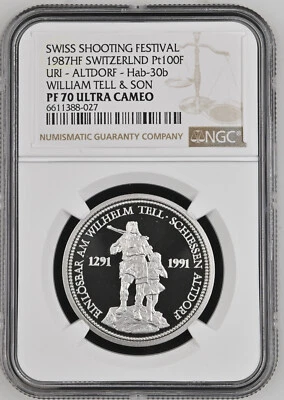 SWISS SHOOTING FESTIVAL
1987HF SWITZERLND Pt100F
URI - ALTDORF - Hab-30b
WILLIAM TELL & SON
PF 70 ULTRA CAMEO
6611388-027
NUMISMATIC GUARANTY COMPANY
NGC
EINLÖSBAR AM WILHELM TELL-SCHIESSEN ALTDORF
1291 1991